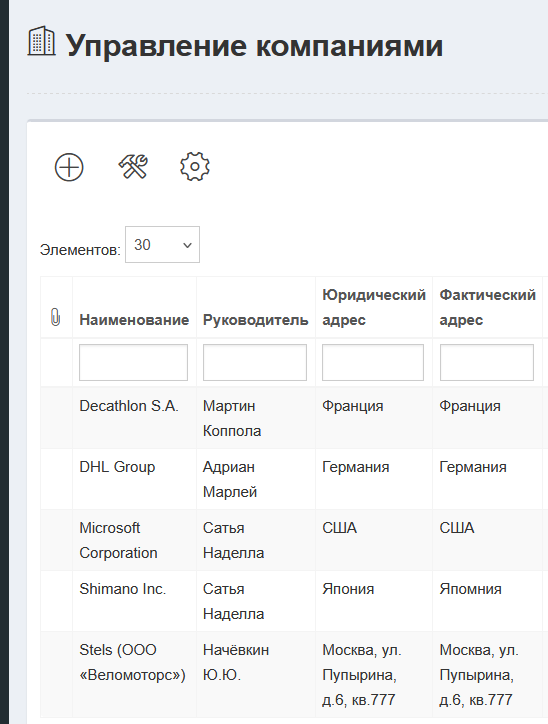 Управление компаниями
Элементов: 30
Наименование Руководитель Юридический адрес Фактический адрес
Decathlon S.A. Мартин Коппола Франция Франция
DHL Group Адриан Марлей Германия Германия
Microsoft Corporation Сатья Наделла США США
Shimano Inc. Сатья Наделла Япония Япомния
Stels (ООО «Веломоторс») Начёвкин Ю.Ю. Москва, ул. Пупырина, д.6, кв.777 Москва, ул. Пупырина, д.6, кв.777